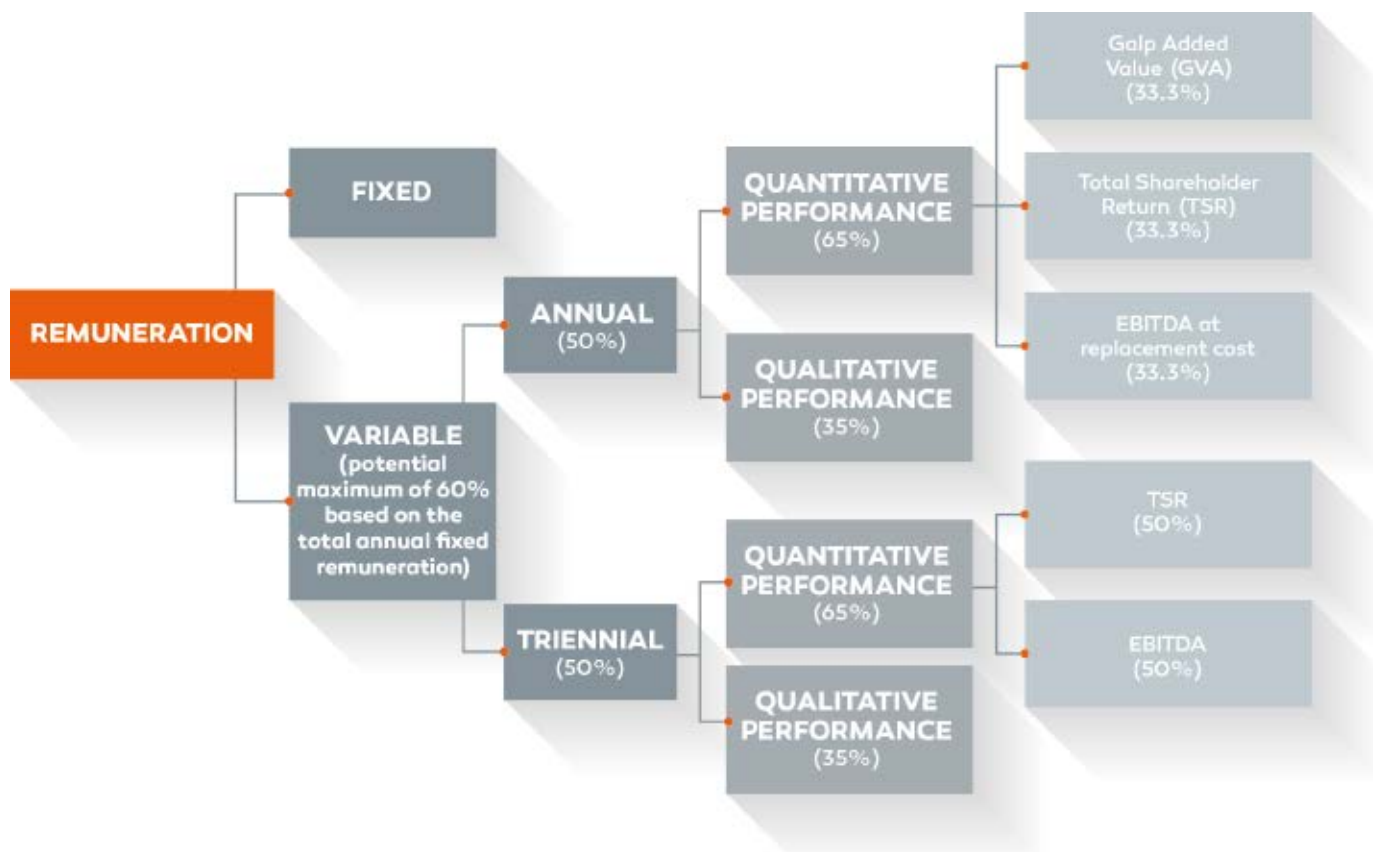 REMUNERATION
FIXED
VARIABLE
(potential
maximum of 60%
based on the
total annual fixed
remuneration)
ANNUAL
(50%)
TRIENNIAL
(50%)
QUANTITATIVE
PERFORMANCE
(65%)
QUALITATIVE
PERFORMANCE
(35%)
QUANTITATIVE
PERFORMANCE
(65%)
QUALITATIVE
PERFORMANCE
(35%)
Galp Added
Value (GVA)
(33.3%)
Total Shareholder
Return (TSR)
(33.3%)
EBITDA at
replacement cost
(33.3%)
TSR
(50%)
EBITDA
(50%)